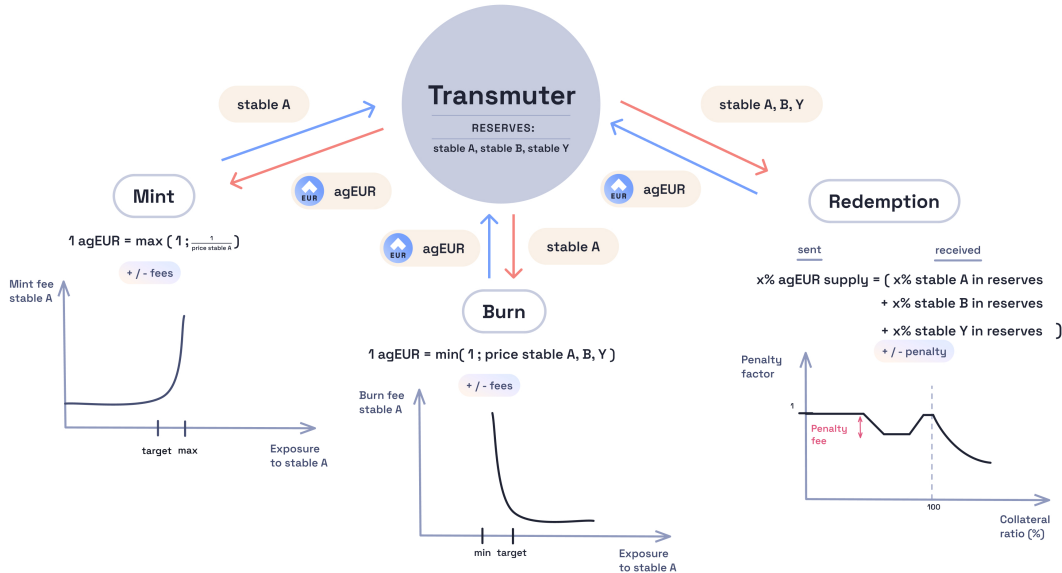 Transmuter
RESERVES:
stable A, stable B, stable Y
stable A
agEUR
EUR
Mint
1 agEUR = max ( 1 ; 1 / price stable A )
+ / - fees
Mint fee
stable A
target
max
Exposure
to stable A
EUR
agEUR
stable A
Burn
1 agEUR = min( 1 ; price stable A, B, Y )
+ / - fees
Burn fee
stable A
min
target
Exposure
to stable A
stable A, B, Y
EUR
agEUR
Redemption
sent
received
x% agEUR supply = ( x% stable A in reserves
+ x% stable B in reserves
+ x% stable Y in reserves )
+ / - penalty
Penalty
factor
1
Penalty
fee
100
Collateral
ratio (%)